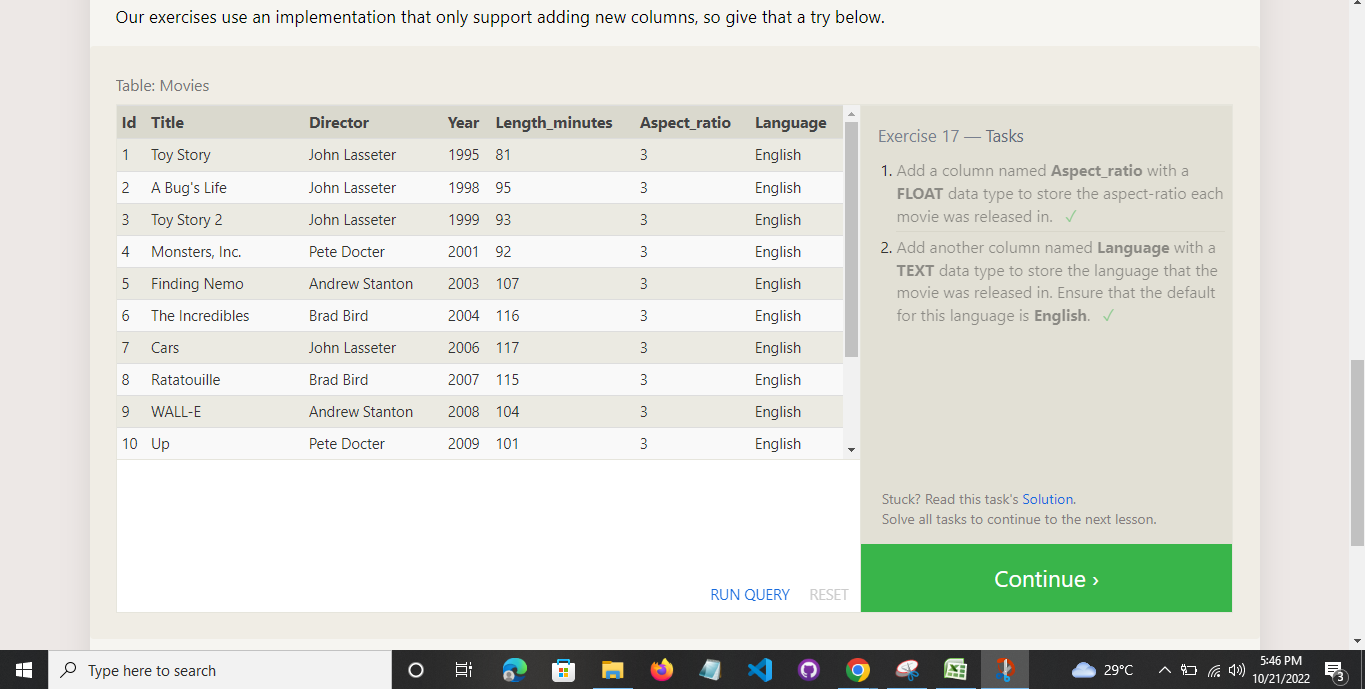 Our exercises use an implementation that only support adding new columns, so give that a try below.
Table: Movies
Id Title Director Year Length_minutes Aspect_ratio Language
1 Toy Story John Lasseter 1995 81 3 English
2 A Bug's Life John Lasseter 1998 95 3 English
3 Toy Story 2 John Lasseter 1999 93 3 English
4 Monsters, Inc. Pete Docter 2001 92 3 English
5 Finding Nemo Andrew Stanton 2003 107 3 English
6 The Incredibles Brad Bird 2004 116 3 English
7 Cars John Lasseter 2006 117 3 English
8 Ratatouille Brad Bird 2007 115 3 English
9 WALL-E Andrew Stanton 2008 104 3 English
10 Up Pete Docter 2009 101 3 English
RUN QUERY RESET
Exercise 17 — Tasks
1. Add a column named Aspect_ratio with a
FLOAT data type to store the aspect-ratio each
movie was released in. ✓
2. Add another column named Language with a
TEXT data type to store the language that the
movie was released in. Ensure that the default
for this language is English. ✓
Stuck? Read this task's Solution.
Solve all tasks to continue to the next lesson.
Continue ›
Type here to search
29°C
5:46 PM
10/21/2022
3